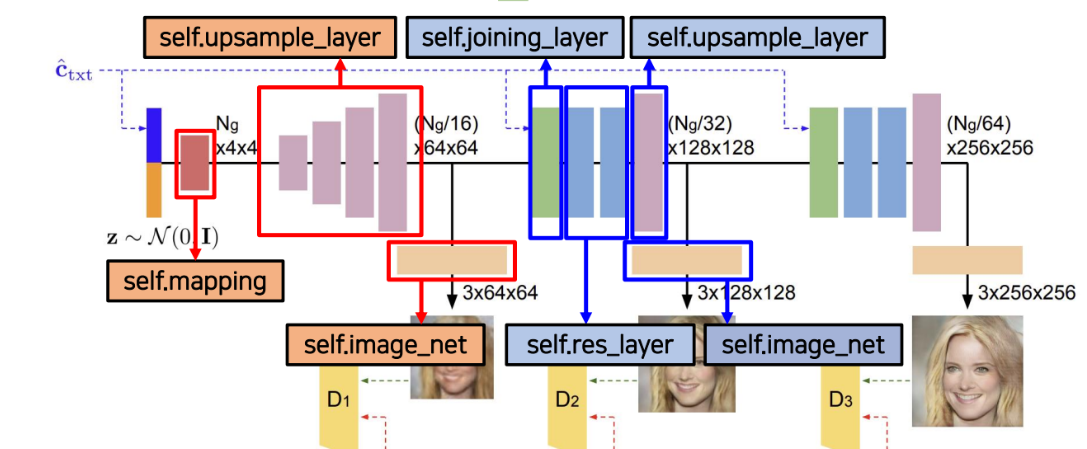 self.upsample_layer
self.joining_layer
self.upsample_layer
ĉtxt
Ng
x4x4
(Ng/16)
x64x64
(Ng/32)
x128x128
(Ng/64)
x256x256
z ∼ N(0, I)
self.mapping
3x64x64
3x128x128
3x256x256
self.image_net
self.res_layer
self.image_net
D1
D2
D3